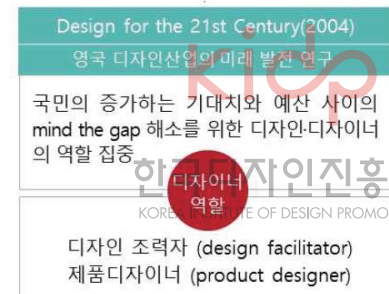 Design for the 21st Century(2004)
영국 디자인산업의 미래 발전 연구
kidp
국민의 증가하는 기대치와 예산 사이의
mind the gap 해소를 위한 디자인·디자이너
의 역할 집중
한국디자인진흥
디자이너
역할
KOREA INSTITUTE OF DESIGN PROMO
디자인 조력자 (design facilitator)
제품디자이너 (product designer)